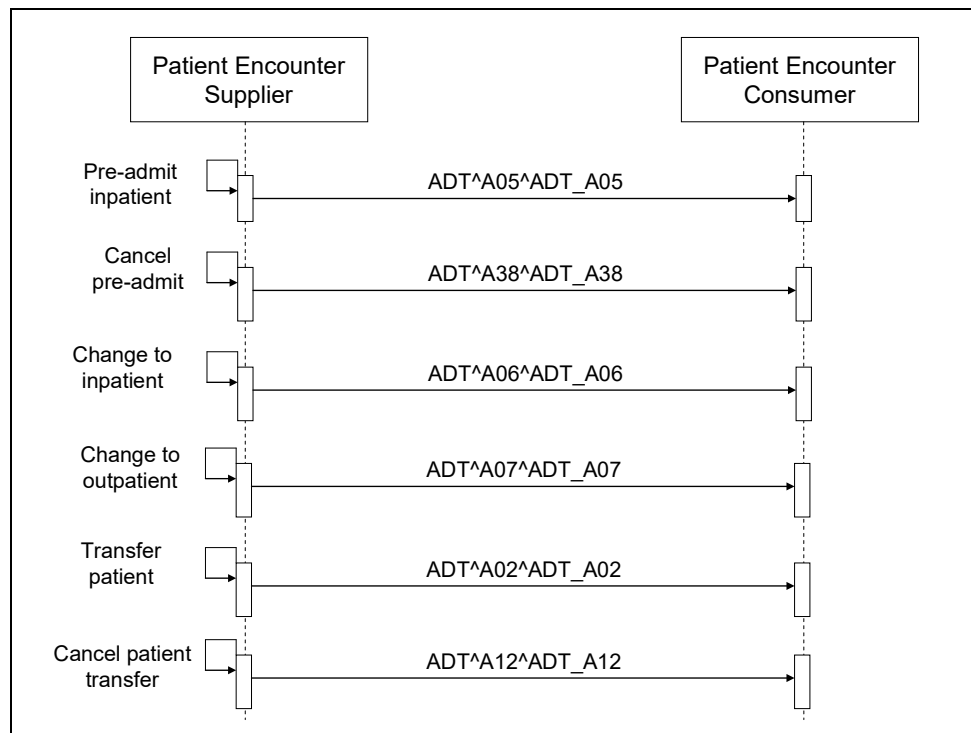 Patient Encounter
Supplier
Patient Encounter
Consumer
Pre-admit
inpatient
ADT^A05^ADT_A05
Cancel
pre-admit
ADT^A38^ADT_A38
Change to
inpatient
ADT^A06^ADT_A06
Change to
outpatient
ADT^A07^ADT_A07
Transfer
patient
ADT^A02^ADT_A02
Cancel patient
transfer
ADT^A12^ADT_A12